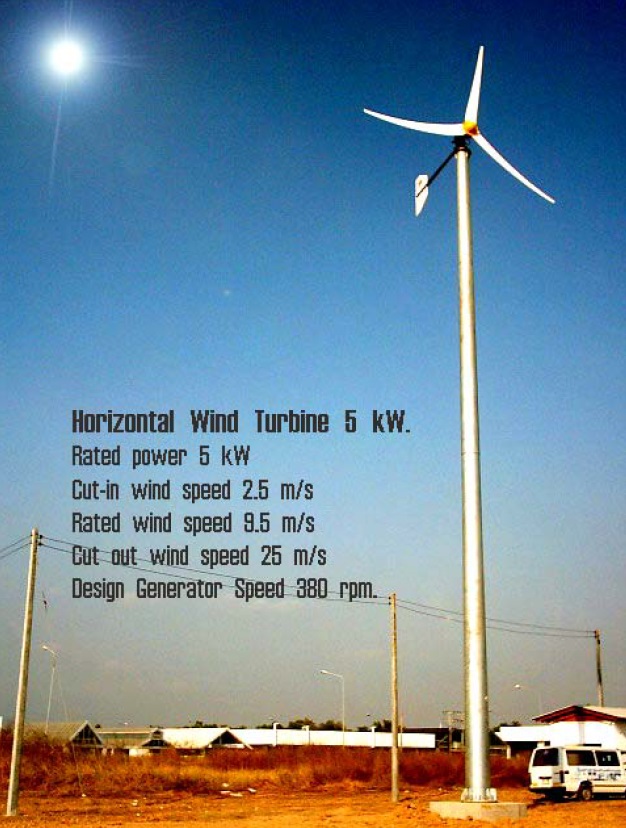 Horizontal Wind Turbine 5 kW.
Rated power 5 kW
Cut-in wind speed 2.5 m/s
Rated wind speed 9.5 m/s
Cut out wind speed 25 m/s
Design Generator Speed 380 rpm.